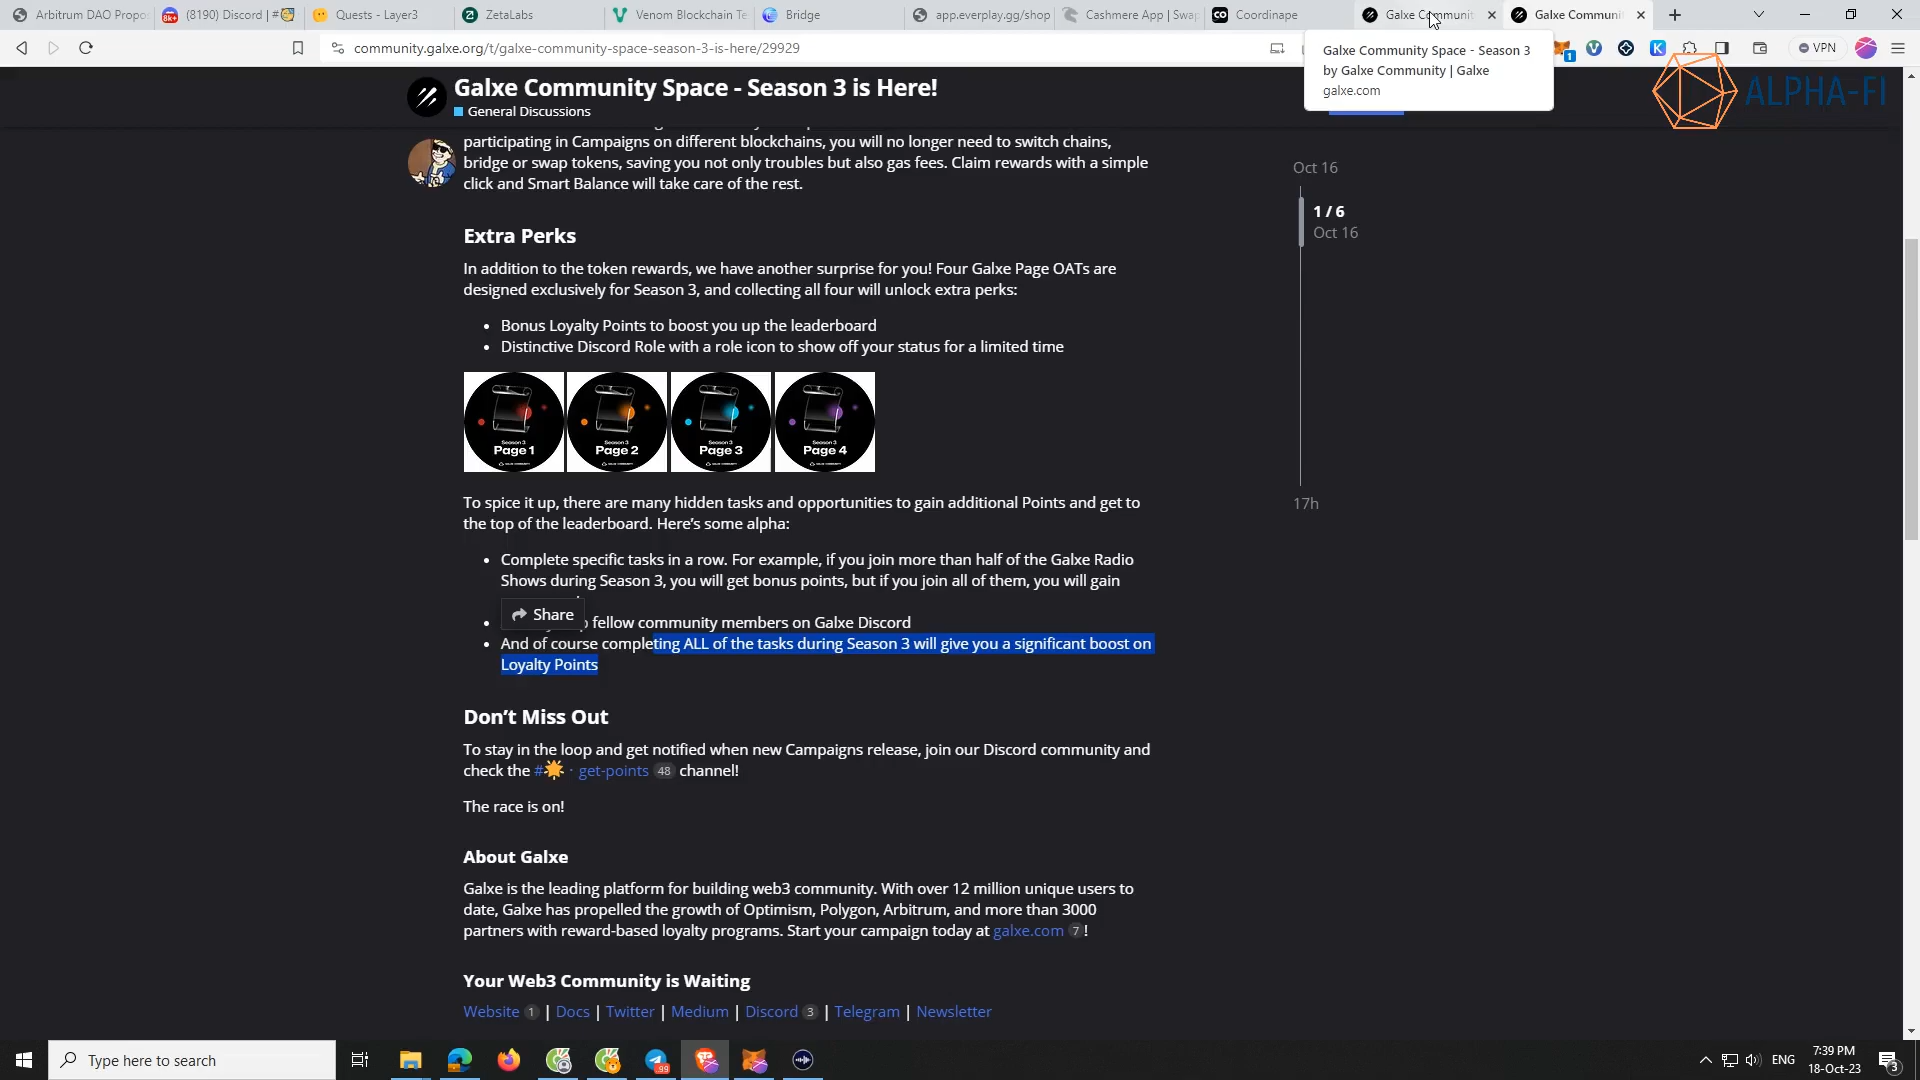 Arbitrum DAO Propo
(8190) Discord | #
Quests - Layer3
ZetaLabs
Venom Blockchain Te
Bridge
app.everplay.gg/shop
Cashmere App | Swap
Coordinape
Galxe Communit
Galxe Communi
community.galxe.org/t/galxe-community-space-season-3-is-here/29929
VPN
Galxe Community Space - Season 3
by Galxe Community | Galxe
galxe.com
ALPHA-FI
Galxe Community Space - Season 3 is Here!
General Discussions
participating in Campaigns on different blockchains, you will no longer need to switch chains,
bridge or swap tokens, saving you not only troubles but also gas fees. Claim rewards with a simple
click and Smart Balance will take care of the rest.
Oct 16
1 / 6
Oct 16
17h
Extra Perks
In addition to the token rewards, we have another surprise for you! Four Galxe Page OATs are
designed exclusively for Season 3, and collecting all four will unlock extra perks:
• Bonus Loyalty Points to boost you up the leaderboard
• Distinctive Discord Role with a role icon to show off your status for a limited time
Season 3
Page 1
GALXE COMMUNITY
Season 3
Page 2
GALXE COMMUNITY
Season 3
Page 3
GALXE COMMUNITY
Season 3
Page 4
GALXE COMMUNITY
To spice it up, there are many hidden tasks and opportunities to gain additional Points and get to
the top of the leaderboard. Here's some alpha:
• Complete specific tasks in a row. For example, if you join more than half of the Galxe Radio
Shows during Season 3, you will get bonus points, but if you join all of them, you will gain
Share
• fellow community members on Galxe Discord
• And of course completing ALL of the tasks during Season 3 will give you a significant boost on
Loyalty Points
Don't Miss Out
To stay in the loop and get notified when new Campaigns release, join our Discord community and
check the #🌟・get-points 48 channel!
The race is on!
About Galxe
Galxe is the leading platform for building web3 community. With over 12 million unique users to
date, Galxe has propelled the growth of Optimism, Polygon, Arbitrum, and more than 3000
partners with reward-based loyalty programs. Start your campaign today at galxe.com 7 !
Your Web3 Community is Waiting
Website 1 | Docs | Twitter | Medium | Discord 3 | Telegram | Newsletter
Type here to search
99
ENG
7:39 PM
18-Oct-23
3